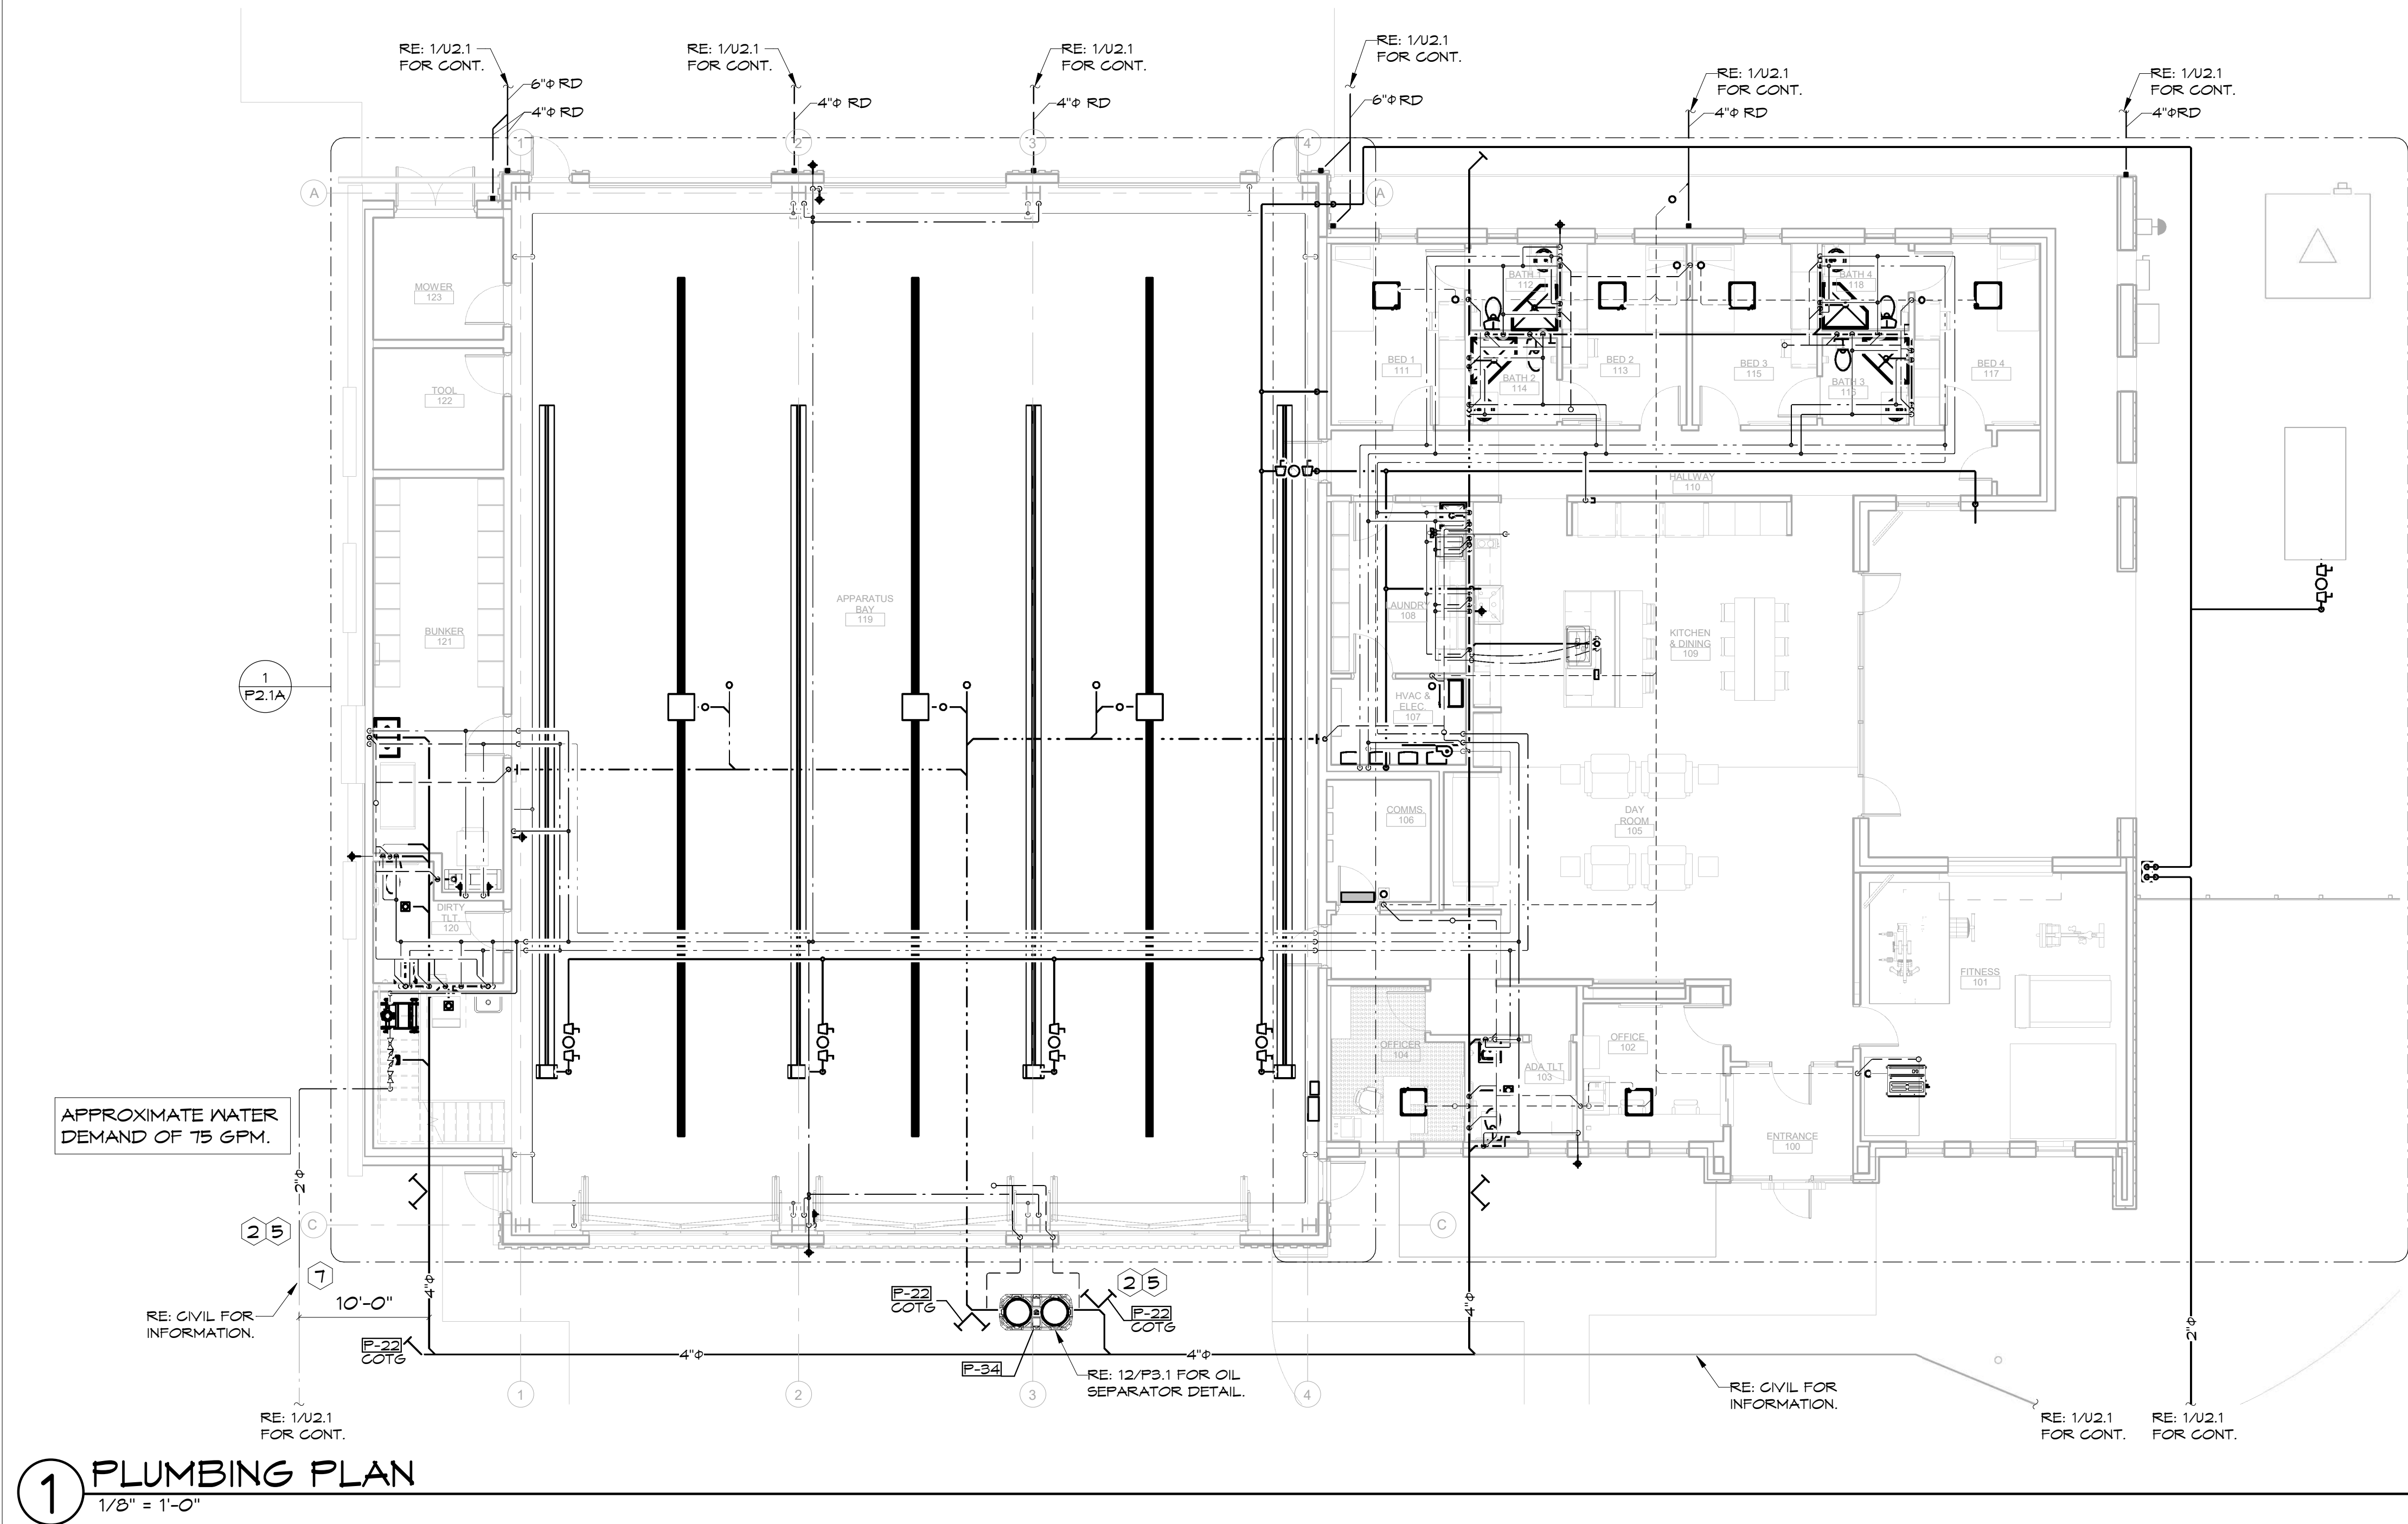 RE: 1/U2.1
FOR CONT.
RE: 1/U2.1
FOR CONT.
RE: 1/U2.1
FOR CONT.
RE: 1/U2.1
FOR CONT.
RE: 1/U2.1
FOR CONT.
RE: 1/U2.1
FOR CONT.
6"Φ RD
4"Φ RD
4"Φ RD
4"Φ RD
6"Φ RD
4"Φ RD
4"ΦRD
1
2
3
4
A
A
MOWER
123
TOOL
122
BUNKER
121
1
P2.1A
APPARATUS
BAY
119
DIRTY
TLT.
120
BED 1
111
BATH 1
112
BATH 2
114
BED 2
113
BED 3
115
BATH 4
118
BATH 3
116
BED 4
117
HALLWAY
110
LAUNDRY
108
KITCHEN
& DINING
109
HVAC &
ELEC.
107
COMMS.
106
DAY
ROOM
105
OFFICER
104
ADA TLT
103
OFFICE
102
FITNESS
101
ENTRANCE
100
APPROXIMATE WATER
DEMAND OF 75 GPM.
2"Φ
2 5
C
C
7
4"Φ
10'-0"
RE: CIVIL FOR
INFORMATION.
P-22
COTG
4"Φ
P-22
COTG
2 5
P-22
COTG
P-34
4"Φ
RE: 12/P3.1 FOR OIL
SEPARATOR DETAIL.
4"Φ
2"Φ
RE: CIVIL FOR
INFORMATION.
1
2
3
4
RE: 1/U2.1
FOR CONT.
RE: 1/U2.1
FOR CONT.
RE: 1/U2.1
FOR CONT.
1
PLUMBING PLAN
1/8" = 1'-0"